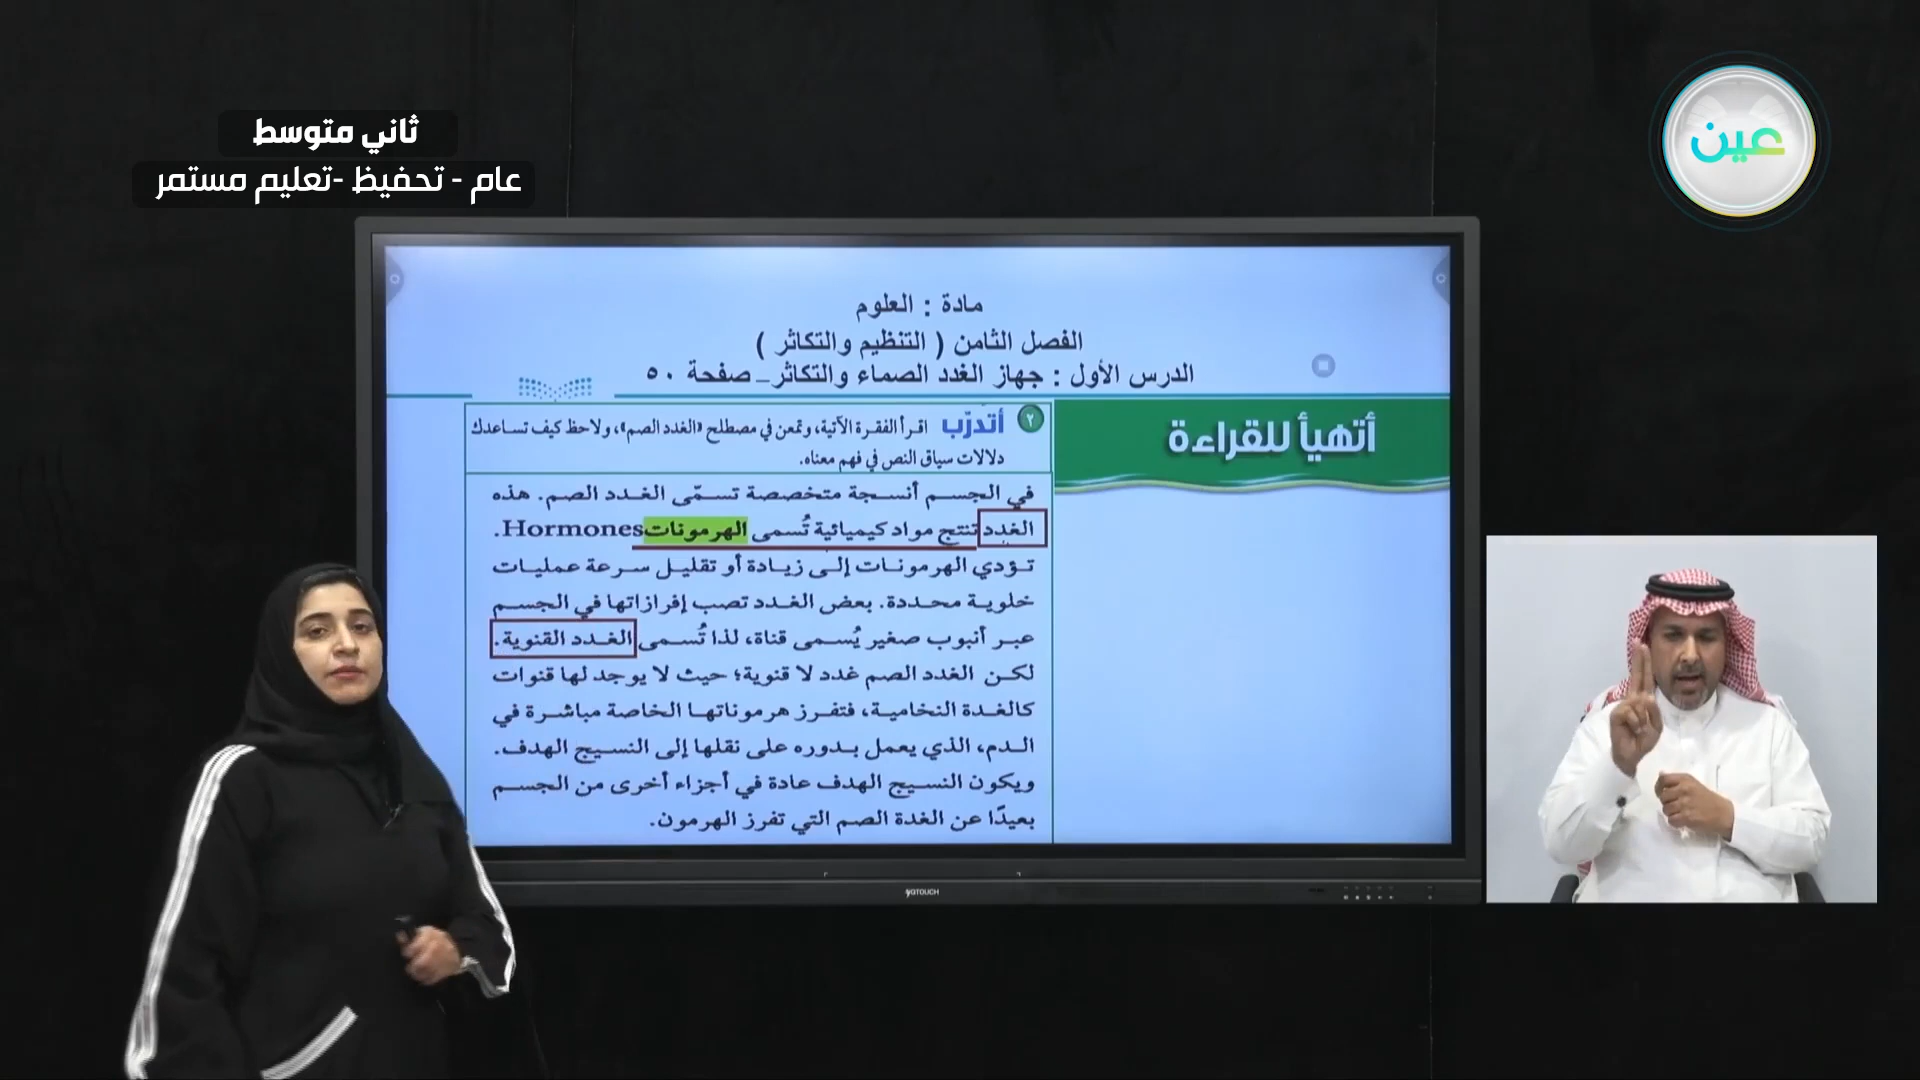 ثاني متوسط
عام - تحفيظ -تعليم مستمر
عين
مادة : العلوم
الفصل الثامن ( التنظيم والتكاثر )
الدرس الأول : جهاز الغدد الصماء والتكاثر_ صفحة ٥٠
أتهيأ للقراءة
٢ أتدرّب اقرأ الفقرة الآتية، وتمعن في مصطلح «الغدد الصم»، ولاحظ كيف تساعدك
دلالات سياق النص في فهم معناه.
في الجسم أنسجة متخصصة تسمّى الغدد الصم. هذه
الغدد تنتج مواد كيميائية تُسمى الهرمونات Hormones.
تؤدي الهرمونات إلى زيادة أو تقليل سرعة عمليات
خلوية محددة. بعض الغدد تصب إفرازاتها في الجسم
عبر أنبوب صغير يُسمى قناة، لذا تُسمى الغدد القنوية.
لكن الغدد الصم غدد لا قنوية؛ حيث لا يوجد لها قنوات
كالغدة النخامية، فتفرز هرموناتها الخاصة مباشرة في
الدم، الذي يعمل بدوره على نقلها إلى النسيج الهدف.
ويكون النسيج الهدف عادة في أجزاء أخرى من الجسم
بعيدًا عن الغدة الصم التي تفرز الهرمون.
VGTOUCH